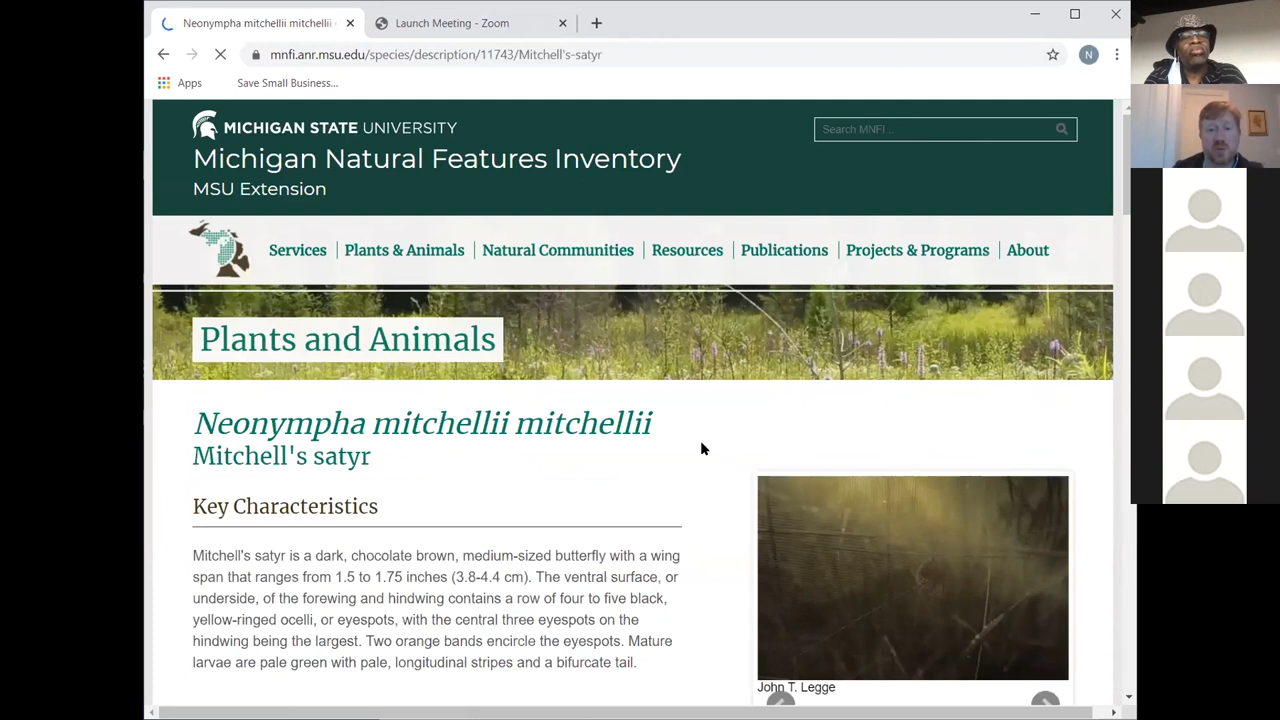 Neonympha mitchellii mitchellii
Launch Meeting - Zoom
mnfi.anr.msu.edu/species/description/11743/Mitchell's-satyr
N
Apps
Save Small Business...
MICHIGAN STATE UNIVERSITY
Search MNFI...
Michigan Natural Features Inventory
MSU Extension
Services
Plants & Animals
Natural Communities
Resources
Publications
Projects & Programs
About
Plants and Animals
Neonympha mitchellii mitchellii
Mitchell's satyr
Key Characteristics
Mitchell's satyr is a dark, chocolate brown, medium-sized butterfly with a wing
span that ranges from 1.5 to 1.75 inches (3.8-4.4 cm). The ventral surface, or
underside, of the forewing and hindwing contains a row of four to five black,
yellow-ringed ocelli, or eyespots, with the central three eyespots on the
hindwing being the largest. Two orange bands encircle the eyespots. Mature
larvae are pale green with pale, longitudinal stripes and a bifurcate tail.
John T. Legge